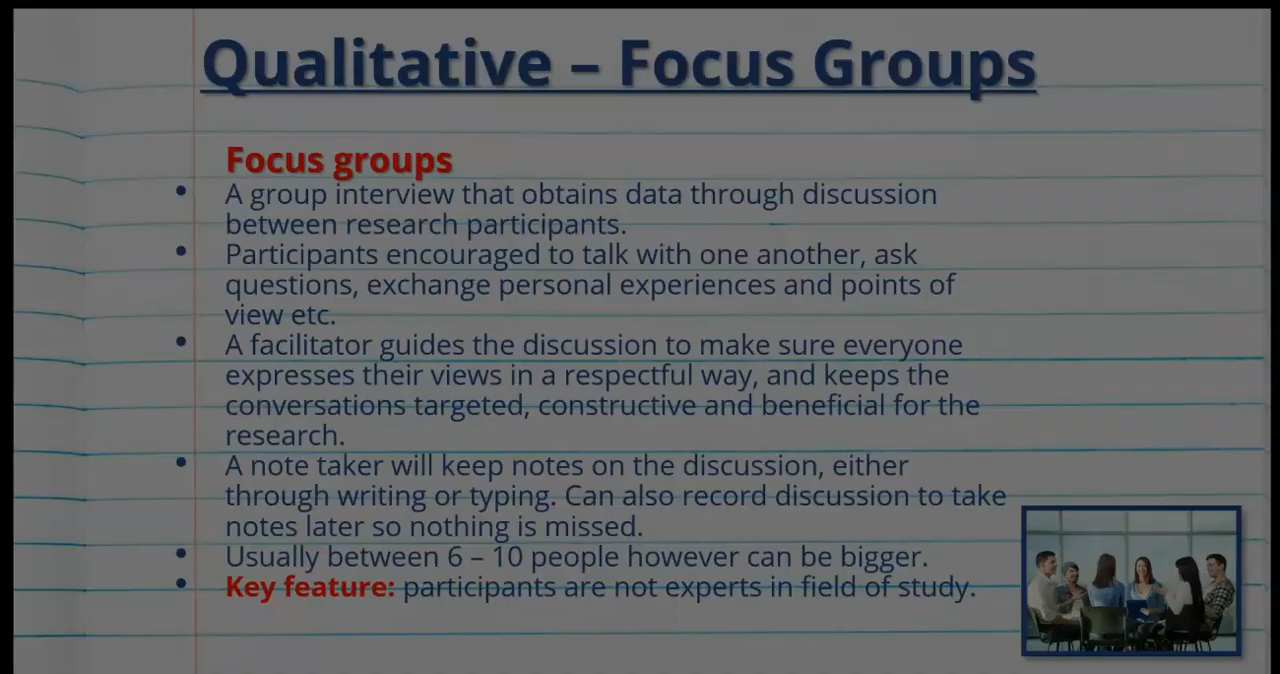 Qualitative – Focus Groups
Focus groups
• A group interview that obtains data through discussion
between research participants.
• Participants encouraged to talk with one another, ask
questions, exchange personal experiences and points of
view etc.
• A facilitator guides the discussion to make sure everyone
expresses their views in a respectful way, and keeps the
conversations targeted, constructive and beneficial for the
research.
• A note taker will keep notes on the discussion, either
through writing or typing. Can also record discussion to take
notes later so nothing is missed.
• Usually between 6 – 10 people however can be bigger.
• Key feature: participants are not experts in field of study.